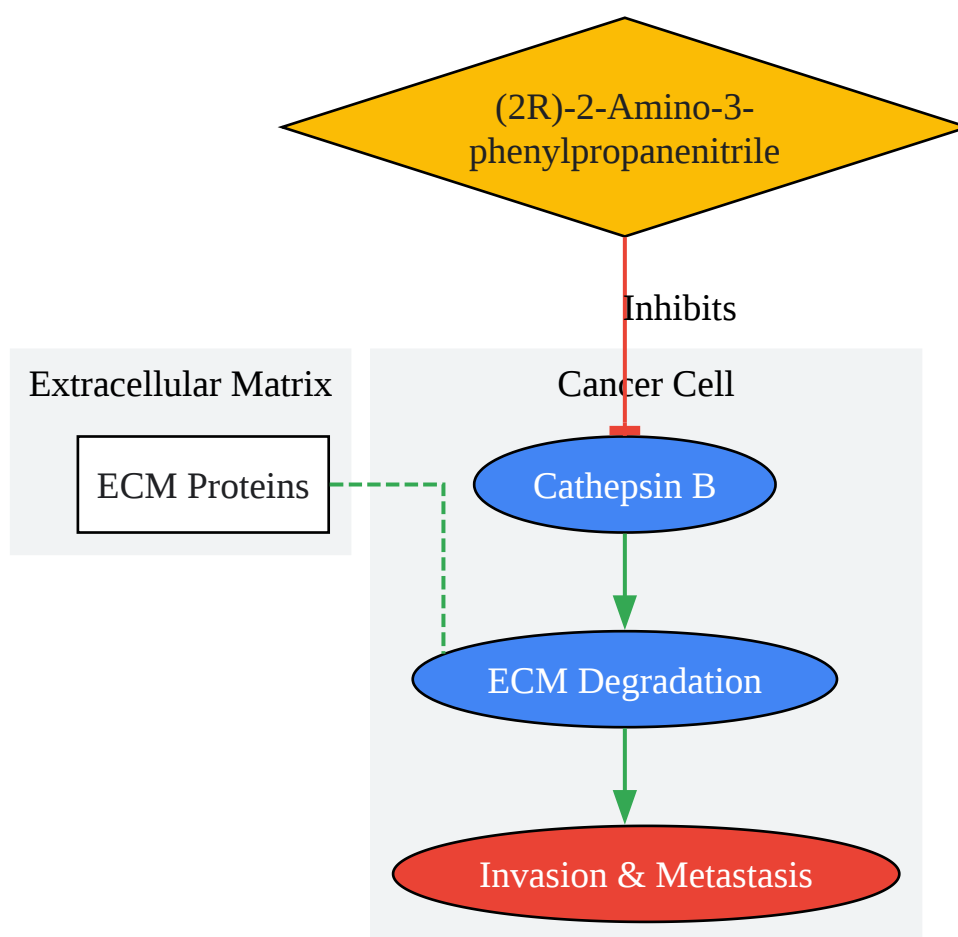 (2R)-2-Amino-3-
phenylpropanenitrile
Inhibits
Extracellular Matrix
Cancer Cell
ECM Proteins
Cathepsin B
ECM Degradation
Invasion & Metastasis